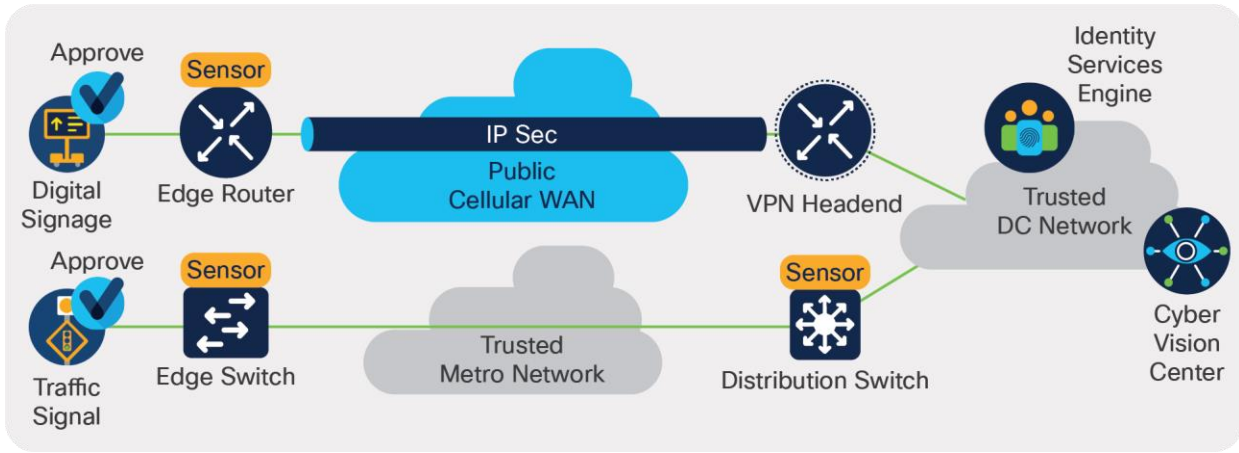 Approve
Sensor
Digital
Signage
Edge Router
IP Sec
Public
Cellular WAN
VPN Headend
Identity
Services
Engine
Trusted
DC Network
Approve
Sensor
Traffic
Signal
Edge Switch
Trusted
Metro Network
Sensor
Distribution Switch
Cyber
Vision
Center